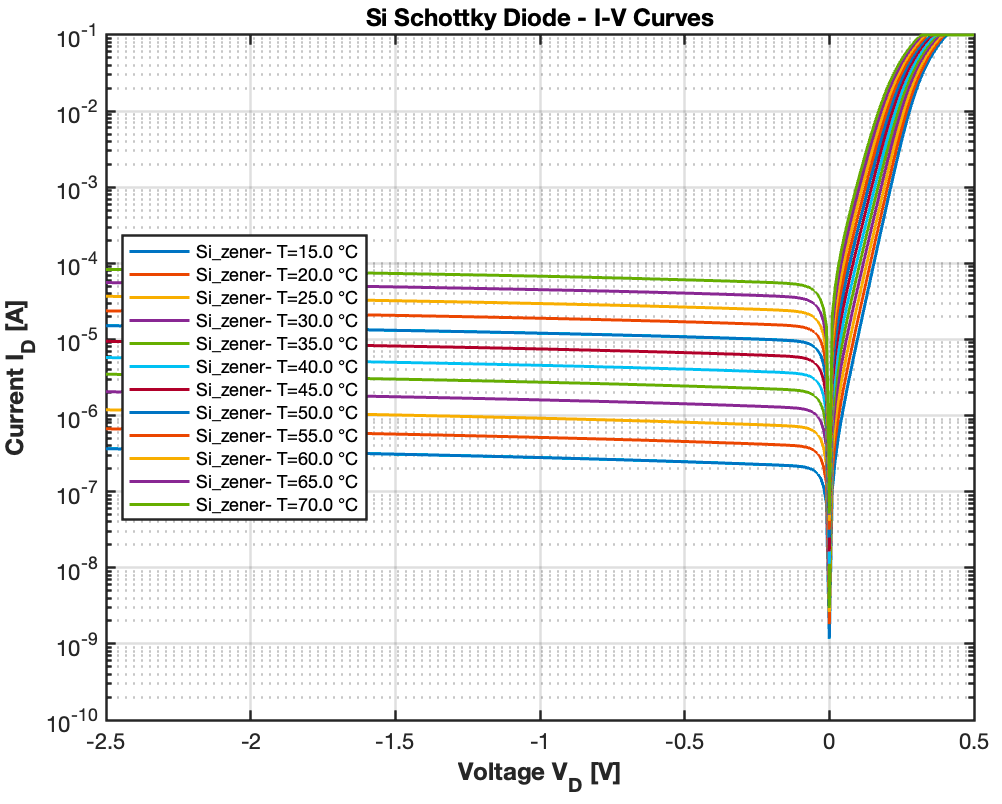 Si Schottky Diode - I-V Curves
10^-1
10^-2
10^-3
10^-4
10^-5
10^-6
10^-7
10^-8
10^-9
10^-10
Current I_D [A]
Si_zener- T=15.0 °C
Si_zener- T=20.0 °C
Si_zener- T=25.0 °C
Si_zener- T=30.0 °C
Si_zener- T=35.0 °C
Si_zener- T=40.0 °C
Si_zener- T=45.0 °C
Si_zener- T=50.0 °C
Si_zener- T=55.0 °C
Si_zener- T=60.0 °C
Si_zener- T=65.0 °C
Si_zener- T=70.0 °C
-2.5 -2 -1.5 -1 -0.5 0 0.5
Voltage V_D [V]